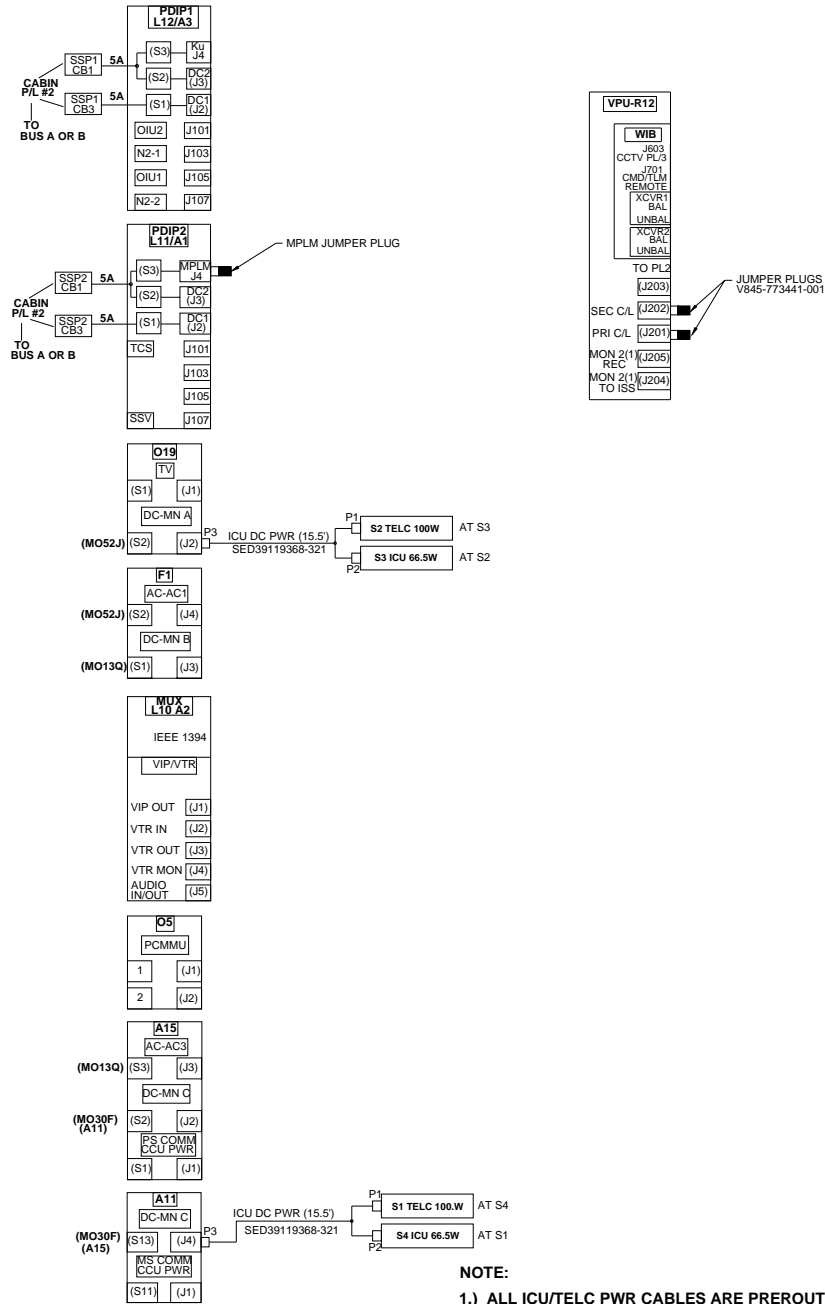 PDIP1
L12/A3
SSP1
CB1
5A
(S3)
Ku
J4
(S2)
DC2
(J3)
CABIN
P/L #2
SSP1
CB3
5A
(S1)
DC1
(J2)
TO
BUS A OR B
OIU2
J101
N2-1
J103
OIU1
J105
N2-2
J107
PDIP2
L11/A1
MPLM JUMPER PLUG
SSP2
CB1
5A
(S3)
MPLM
J4
(S2)
DC2
(J3)
CABIN
P/L #2
SSP2
CB3
5A
(S1)
DC1
(J2)
TO
BUS A OR B
TCS
J101
J103
J105
SSV
J107
VPU-R12
WIB
J603
CCTV PL/3
J701
CMD/TLM
REMOTE
XCVR1
BAL
UNBAL
XCVR2
BAL
UNBAL
TO PL2
(J203)
SEC C/L (J202)
PRI C/L (J201)
JUMPER PLUGS
V845-773441-001
MON 2(1)
REC
(J205)
MON 2(1)
TO ISS
(J204)
O19
TV
(S1) (J1)
DC-MN A
(MO52J) (S2) (J2) P3
ICU DC PWR (15.5')
SED39119368-321
P1
S2 TELC 100W AT S3
S3 ICU 66.5W AT S2
P2
F1
AC-AC1
(MO52J) (S2) (J4)
DC-MN B
(MO13Q) (S1) (J3)
MUX
L10 A2
IEEE 1394
VIP/VTR
VIP OUT (J1)
VTR IN (J2)
VTR OUT (J3)
VTR MON (J4)
AUDIO
IN/OUT
(J5)
O5
PCMMU
1 (J1)
2 (J2)
A15
AC-AC3
(MO13Q) (S3) (J3)
DC-MN C
(MO30F)
(A11)
(S2) (J2)
PS COMM
CCU PWR
(S1) (J1)
A11
DC-MN C
(MO30F)
(A15)
(S13) (J4) P3
ICU DC PWR (15.5')
SED39119368-321
P1
S1 TELC 100.W AT S4
S4 ICU 66.5W AT S1
P2
MS COMM
CCU PWR
(S11) (J1)
NOTE:
1.) ALL ICU/TELC PWR CABLES ARE PREROUT